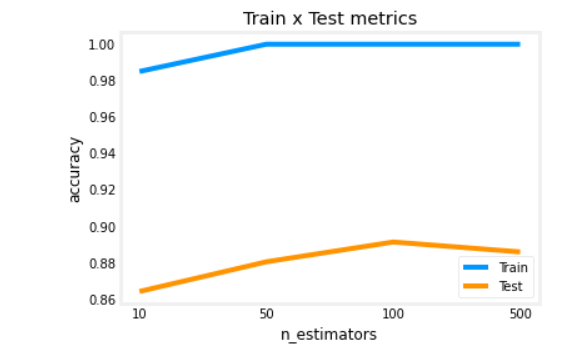 Train x Test metrics
1.00
0.98
0.96
0.94
0.92
0.90
0.88
0.86
accuracy
Train
Test
10 50 100 500
n_estimators